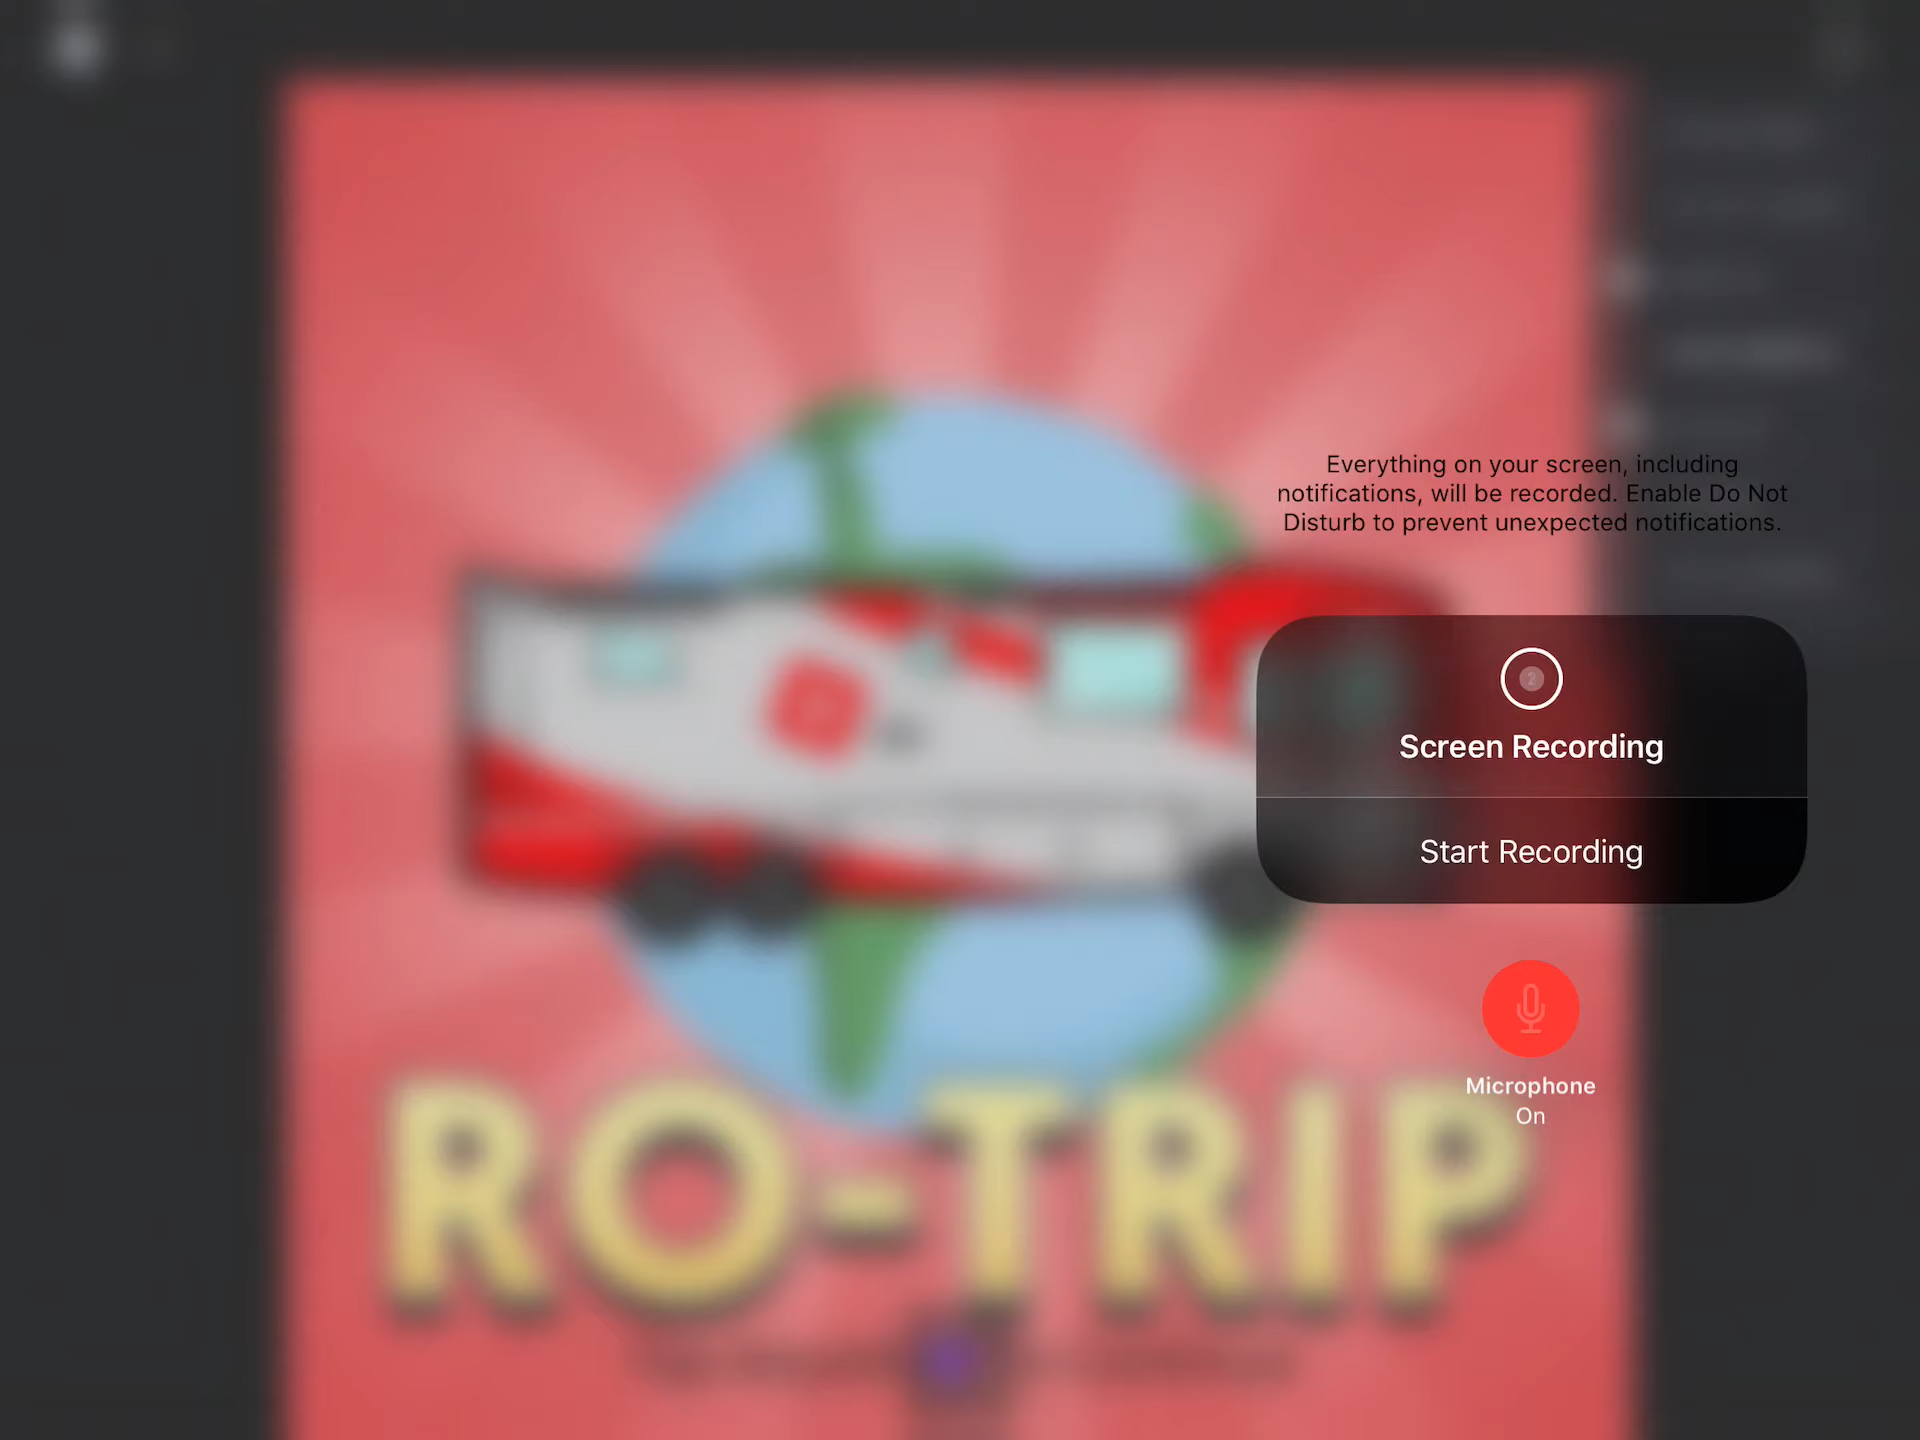 Everything on your screen, including
notifications, will be recorded. Enable Do Not
Disturb to prevent unexpected notifications.
2
Screen Recording
Start Recording
Microphone
On
RO-TRIP